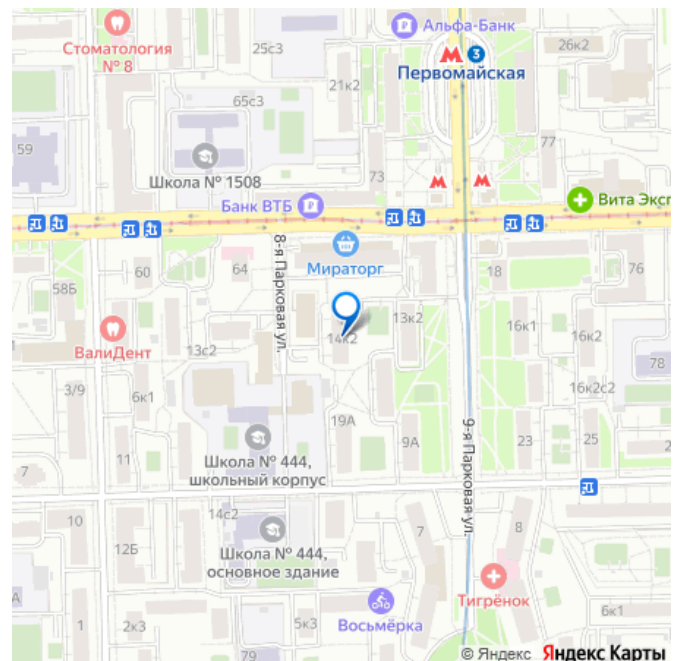 Альфа-Банк
Стоматология
№ 8
25с3
26к2
3
Первомайская
21к2
65с3
59
77
73
Школа № 1508
Банк ВТБ
Вита Эксп
8-я Парковая ул.
Мираторг
60
64
18
76
58Б
14к2
13к2
16к1
ВалиДент
13с2
78
3/9
6к1
16к2с2
19А
9А
23
25
2
9-я Парковая ул.
Школа № 444,
школьный корпус
11
7
10
14с2
12Б
7
8
Школа № 444,
основное здание
Тигрёнок
А
Восьмёрка
1
2к3
5к3
6к1
79
© Яндекс Яндекс Карты